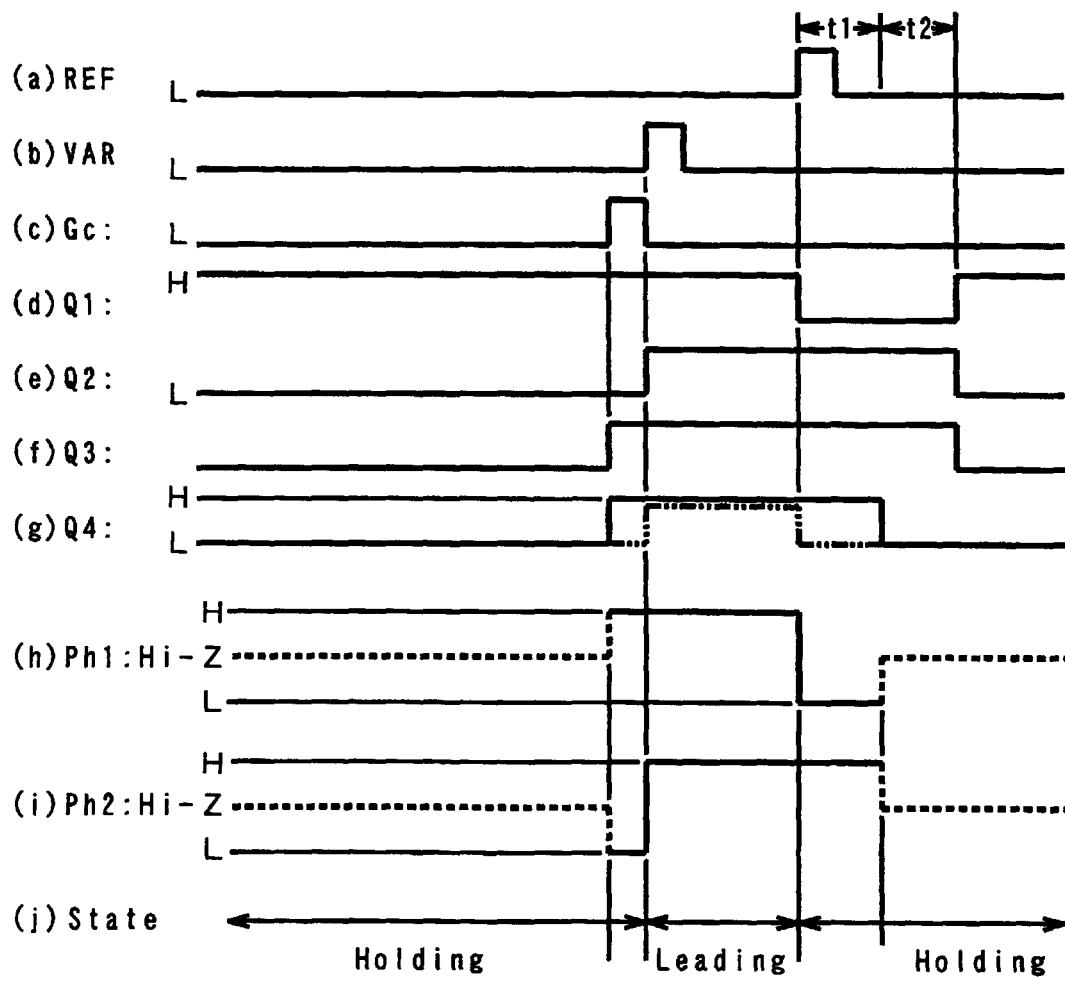 t1 t2
(a)REF L
(b)VAR L
(c)Gc: L
(d)Q1: H
(e)Q2: L
(f)Q3:
H
(g)Q4:
L
H
(h)Ph1:Hi-Z
L
H
(i)Ph2:Hi-Z
L
(j)State
Holding Leading Holding